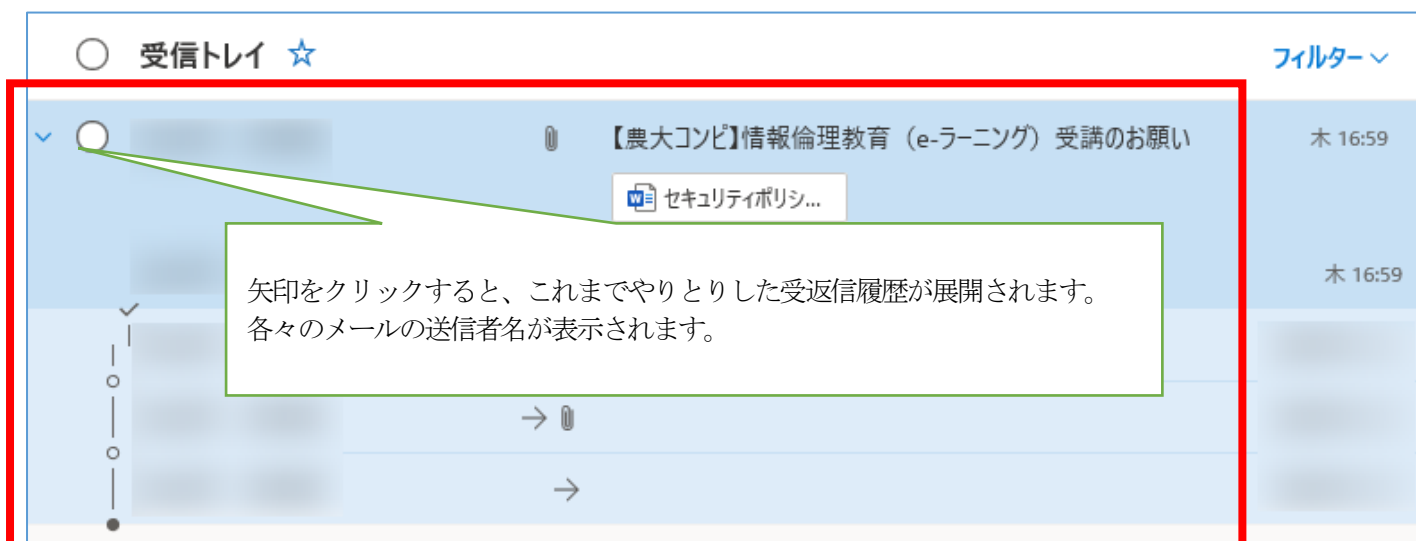 受信トレイ
フィルター
【農大コンピ】情報倫理教育（e-ラーニング）受講のお願い
木 16:59
セキュリティポリシ...
木 16:59
矢印をクリックすると、これまでやりとりした受返信履歴が展開されます。
各々のメールの送信者名が表示されます。